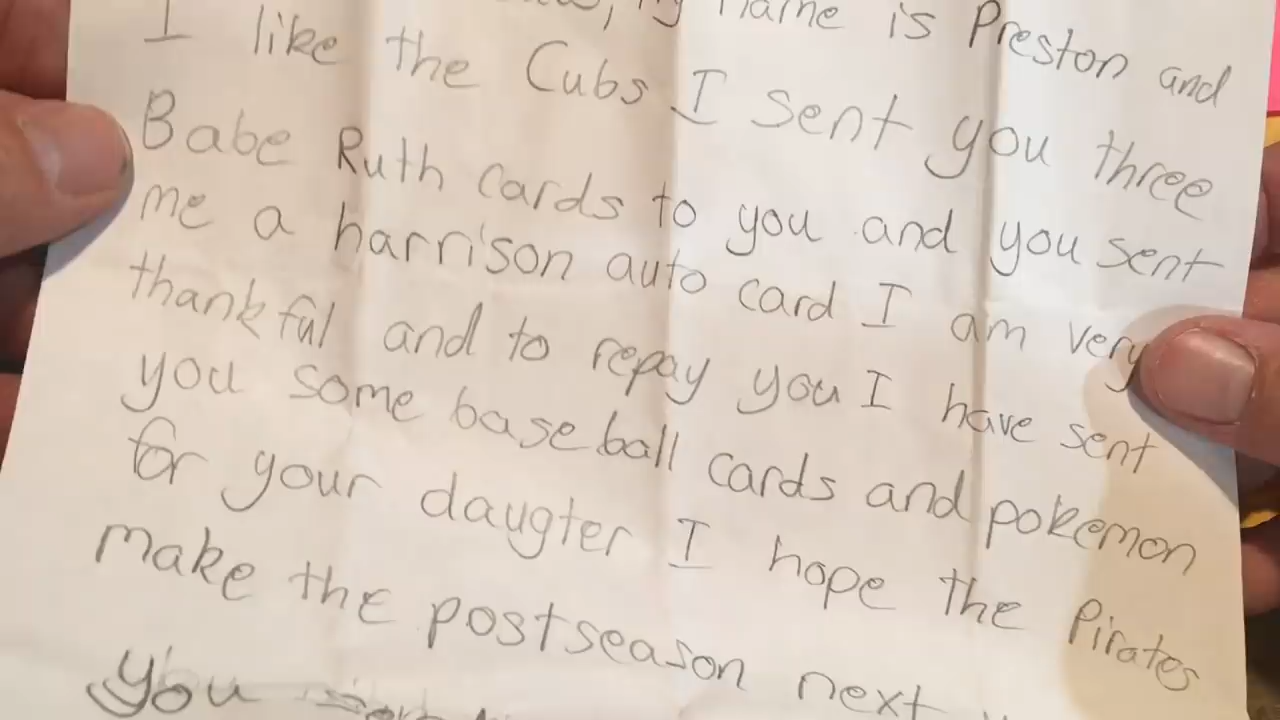 name is Preston and
I like the Cubs I sent you three
Babe Ruth cards to you and you sent
me a harrison auto card I am very
thankful and to repay you I have sent
you some baseball cards and pokemon
for your daugter I hope the Pirates
make the postseason next
you